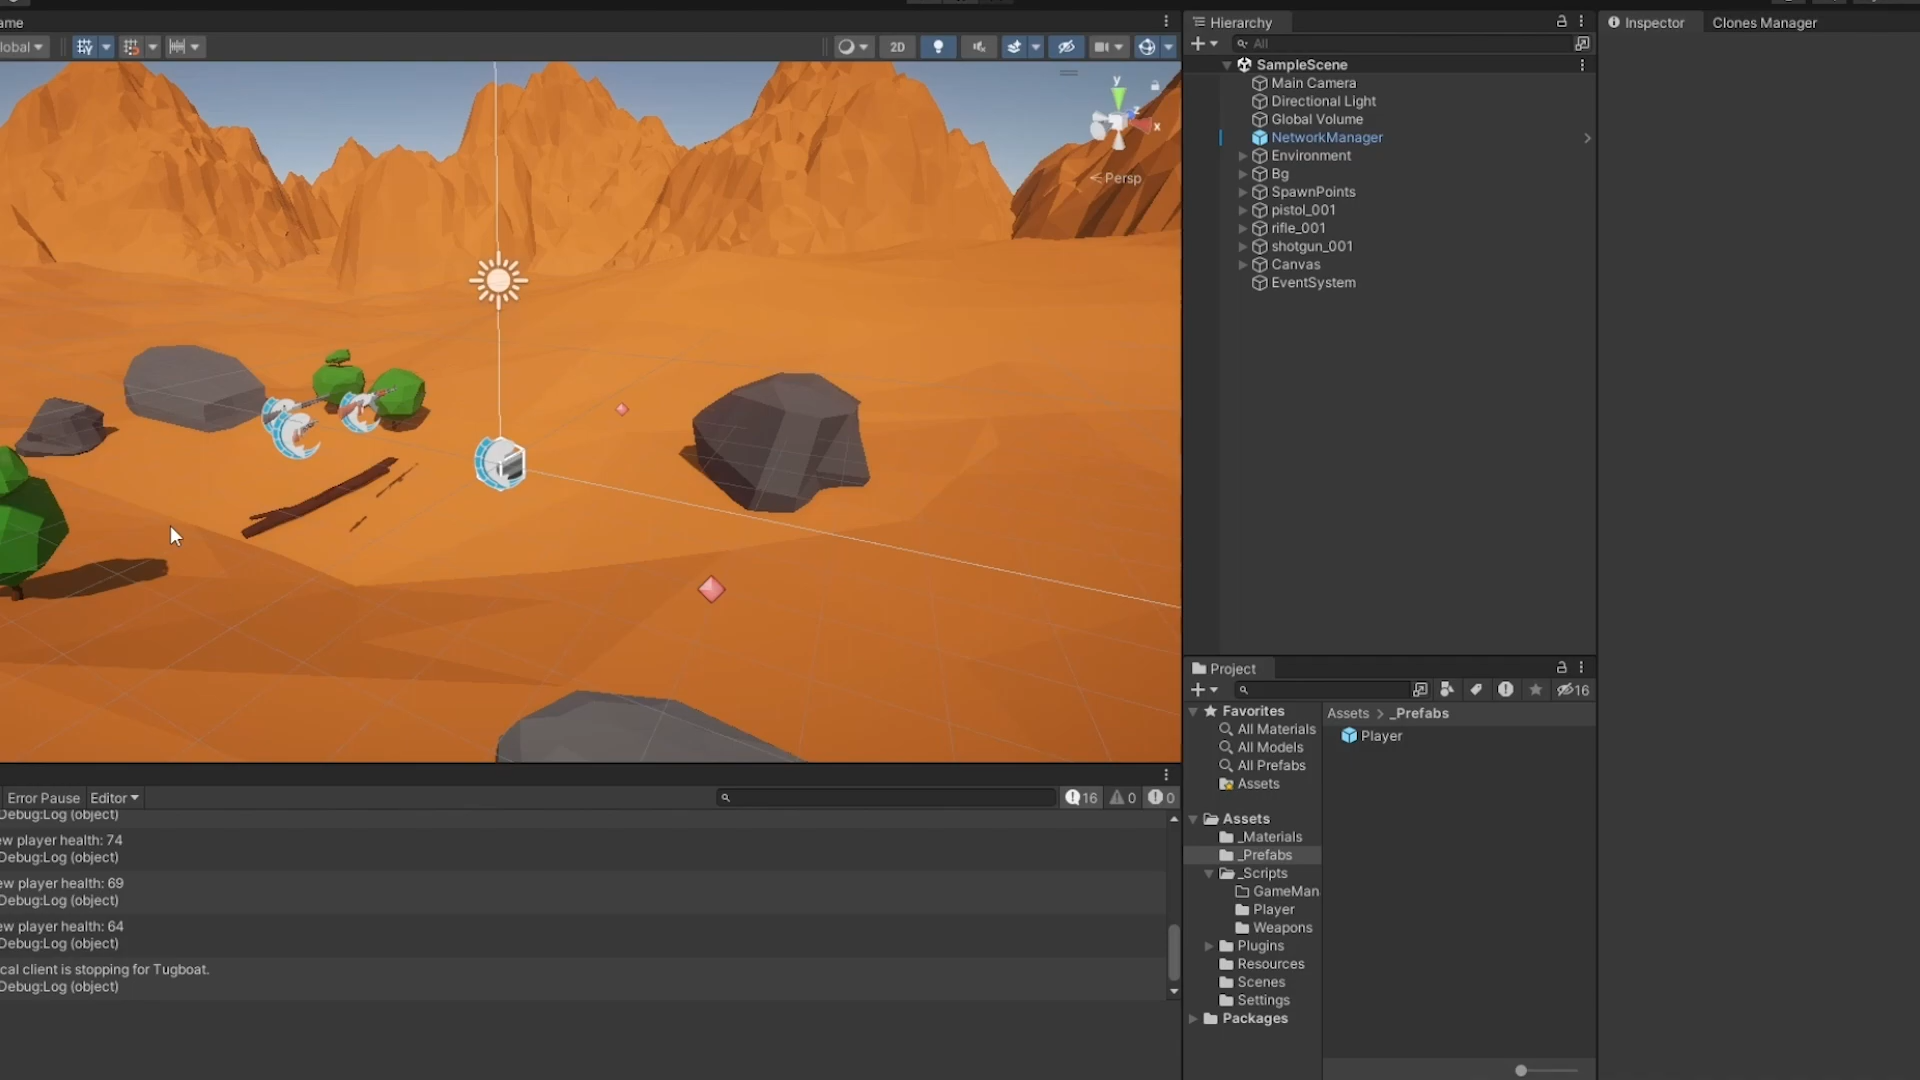 ame
Hierarchy
Inspector
Clones Manager
lobal
2D
All
SampleScene
Main Camera
Directional Light
Global Volume
NetworkManager
Environment
Bg
SpawnPoints
pistol_001
rifle_001
shotgun_001
Canvas
EventSystem
y
z
x
Persp
Project
16
Favorites
All Materials
All Models
All Prefabs
Assets
Assets
_Materials
_Prefabs
_Scripts
GameMan
Player
Weapons
Plugins
Resources
Scenes
Settings
Packages
Assets > _Prefabs
Player
Error Pause
Editor
16
0
0
Debug:Log (object)
ew player health: 74
Debug:Log (object)
ew player health: 69
Debug:Log (object)
ew player health: 64
Debug:Log (object)
cal client is stopping for Tugboat.
Debug:Log (object)